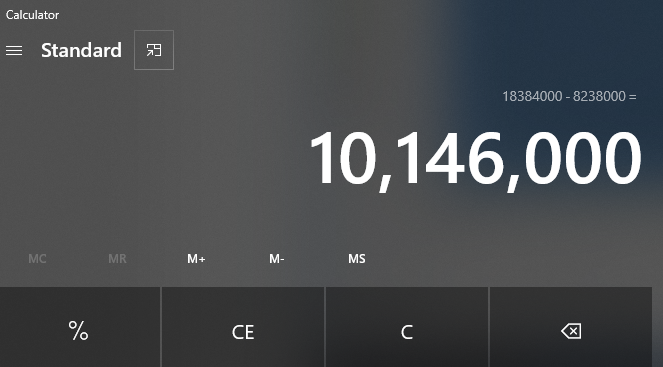 Calculator
Standard
18384000 - 8238000 =
10,146,000
MC MR M+ M- MS
% CE C